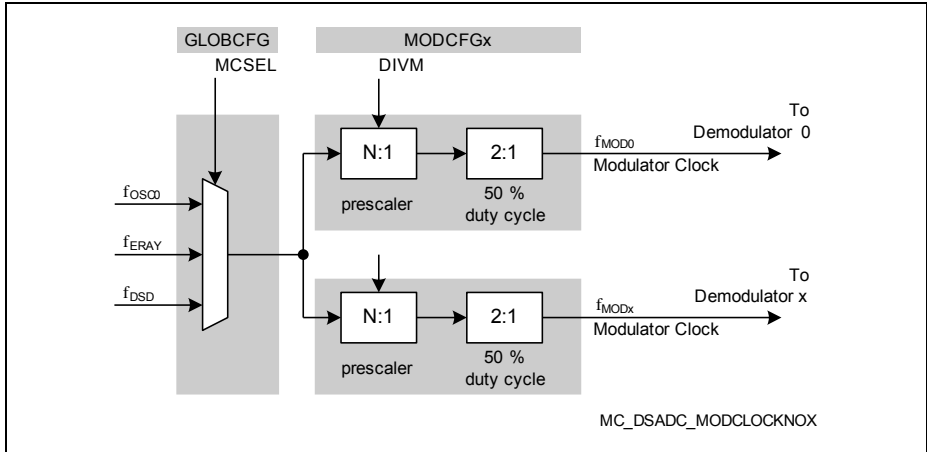 GLOBCFG
MCSEL
MODCFGx
DIVM
fOSC0
fERAY
fDSD
N:1
prescaler
2:1
50 %
duty cycle
fMOD0
Modulator Clock
To
Demodulator 0
N:1
prescaler
2:1
50 %
duty cycle
fMODx
Modulator Clock
To
Demodulator x
MC_DSADC_MODCLOCKNOX